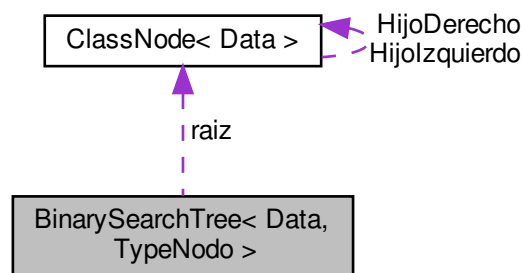 ClassNode< Data >
HijoDerecho
HijoIzquierdo
raiz
BinarySearchTree< Data,
TypeNodo >